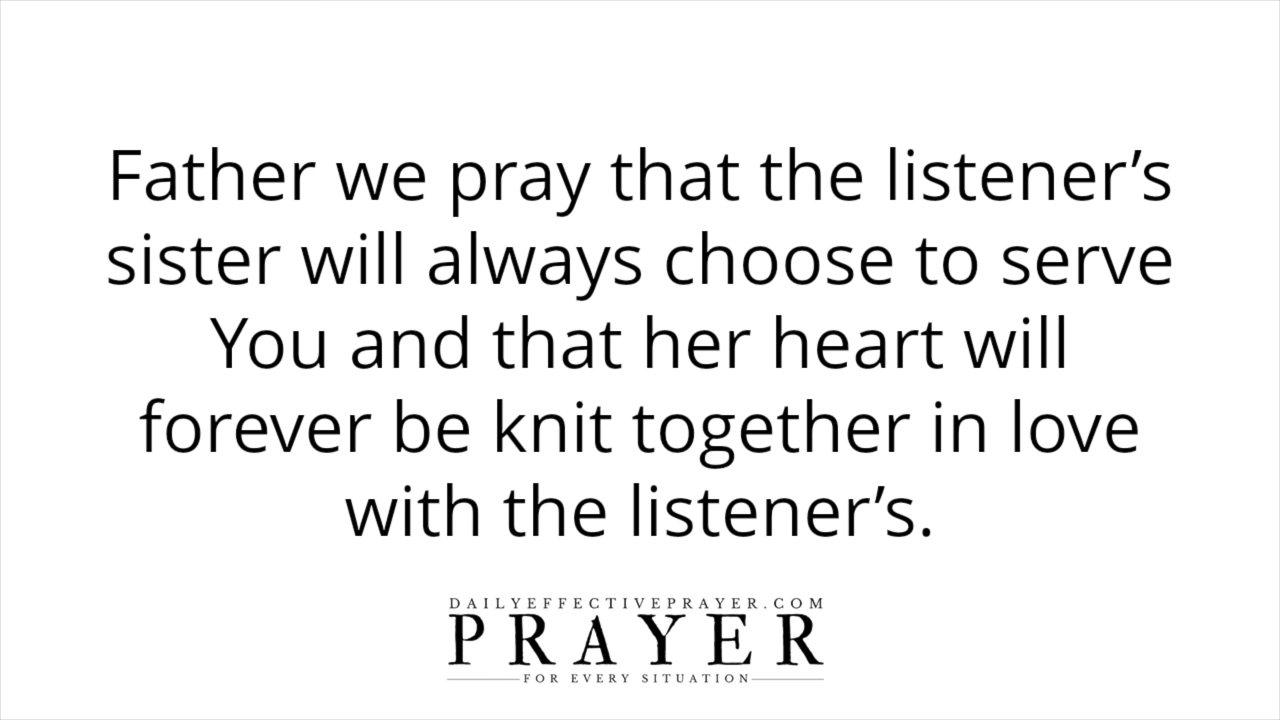 Father we pray that the listener’s
sister will always choose to serve
You and that her heart will
forever be knit together in love
with the listener’s.
DAILYEFFECTIVEPRAYER.COM
PRAYER
FOR EVERY SITUATION